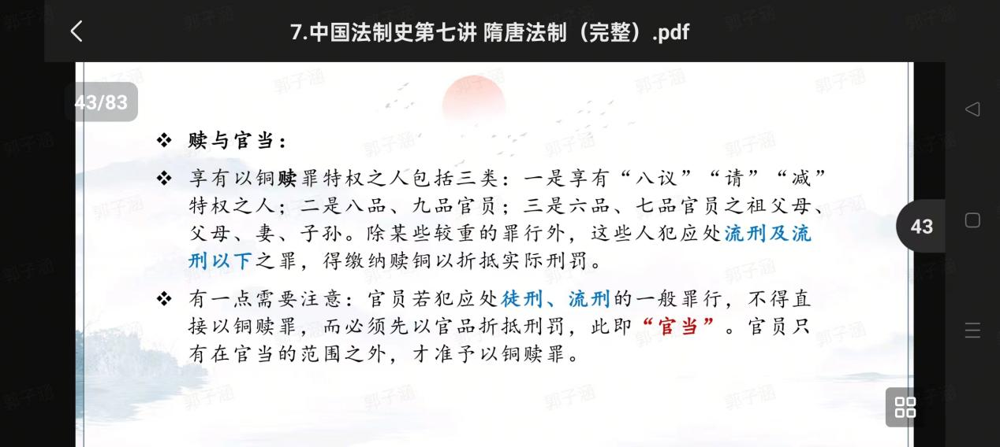 7.中国法制史第七讲 隋唐法制（完整）.pdf
43/83
❖ 赎与官当：
❖ 享有以铜赎罪特权之人包括三类：一是享有“八议”“请”“减”
特权之人；二是八品、九品官员；三是六品、七品官员之祖父母、
父母、妻、子孙。除某些较重的罪行外，这些人犯应处流刑及流
刑以下之罪，得缴纳赎铜以折抵实际刑罚。
43
❖ 有一点需要注意：官员若犯应处徒刑、流刑的一般罪行，不得直
接以铜赎罪，而必须先以官品折抵刑罚，此即“官当”。官员只
有在官当的范围之外，才准予以铜赎罪。
郭子涵